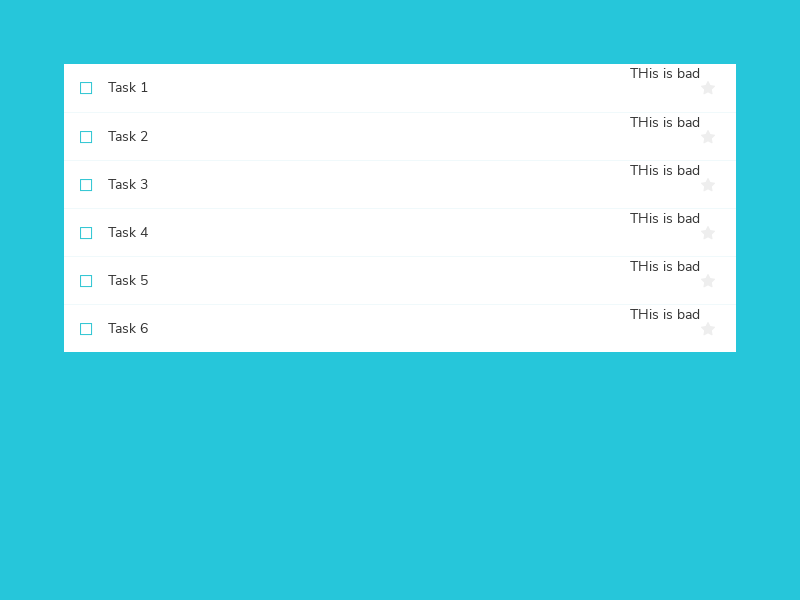 Task 1 THis is bad
Task 2 THis is bad
Task 3 THis is bad
Task 4 THis is bad
Task 5 THis is bad
Task 6 THis is bad